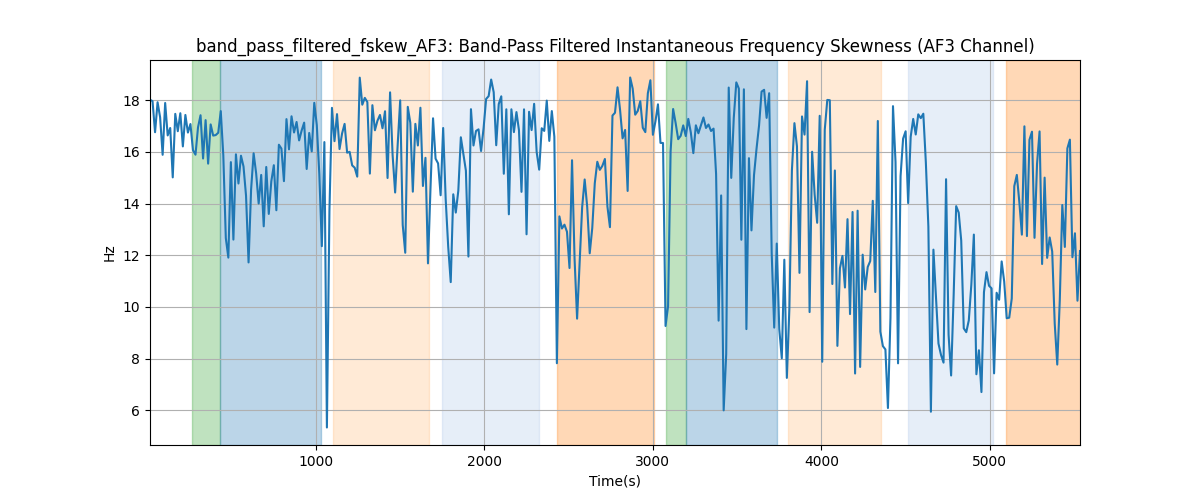 band_pass_filtered_fskew_AF3: Band-Pass Filtered Instantaneous Frequency Skewness (AF3 Channel)
18
16
14
12
10
8
6
Hz
1000 2000 3000 4000 5000
Time(s)